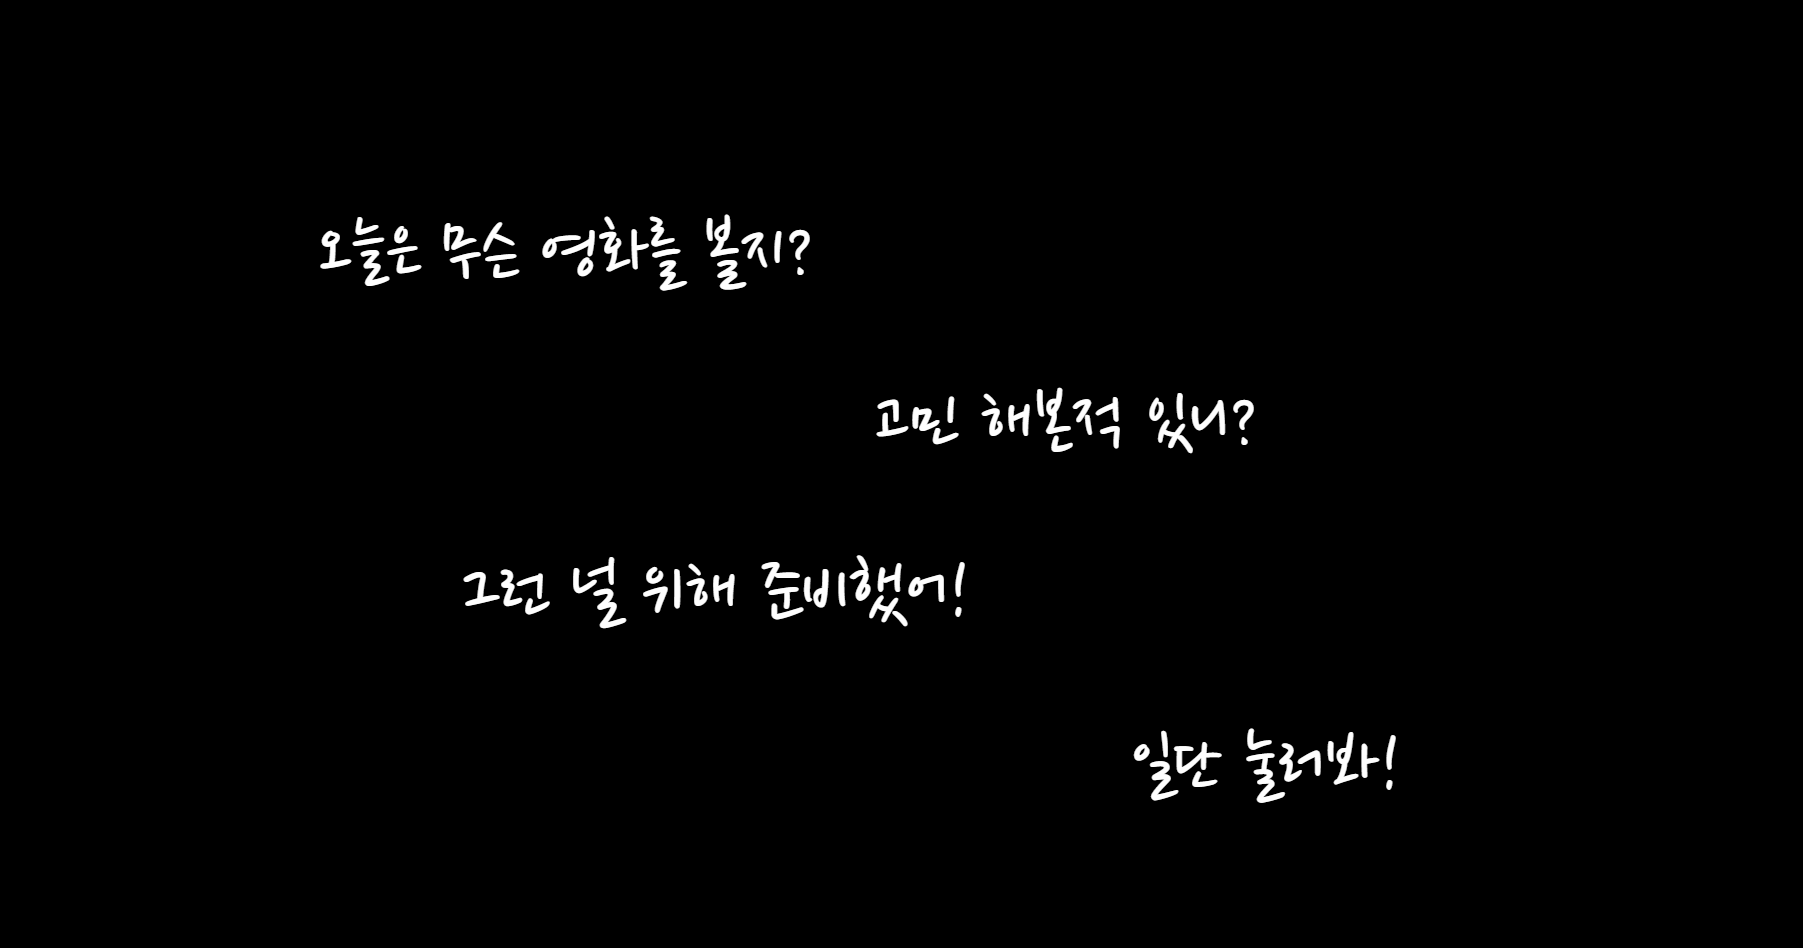 오늘은 무슨 영화를 볼지?
고민 해본적 있니?
그런 널 위해 준비했어!
일단 눌러봐!